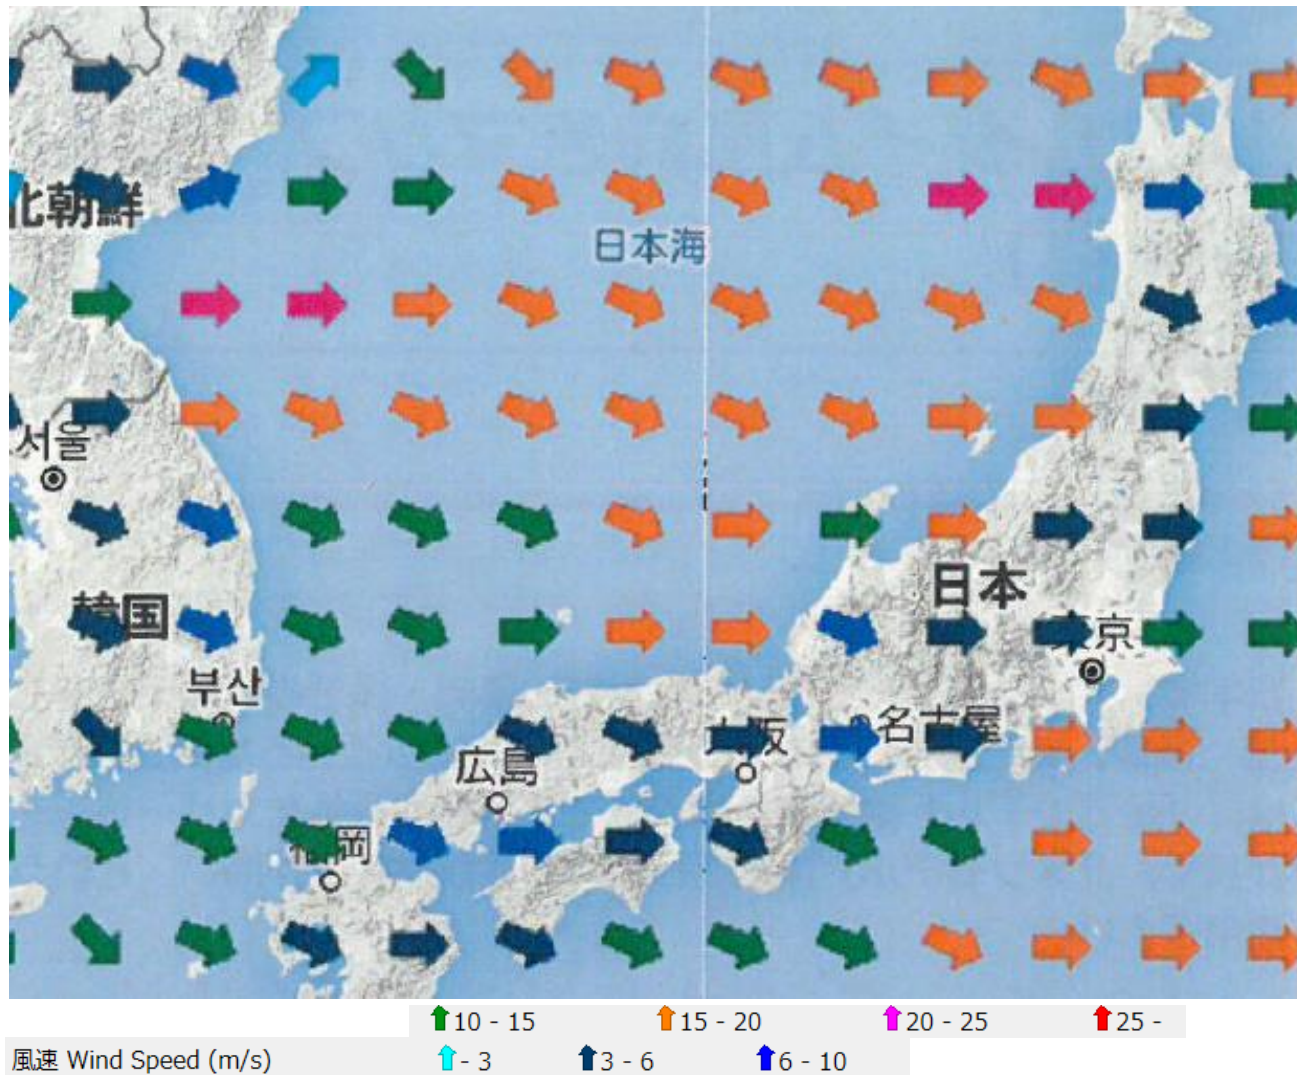 北朝鮮
日本海
서울
日本
韓国
東京
부산
名古屋
大阪
広島
福岡
10 - 15
15 - 20
20 - 25
25 -
風速 Wind Speed (m/s)
- 3
3 - 6
6 - 10